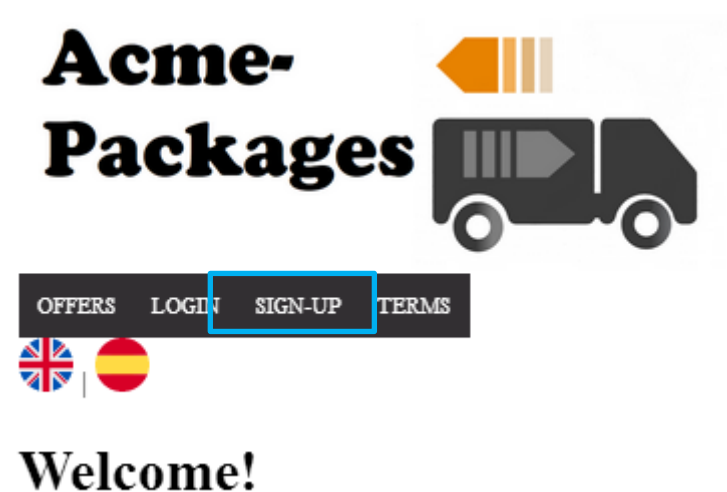 Acme-
Packages
OFFERS LOGIN SIGN-UP TERMS
|
Welcome!